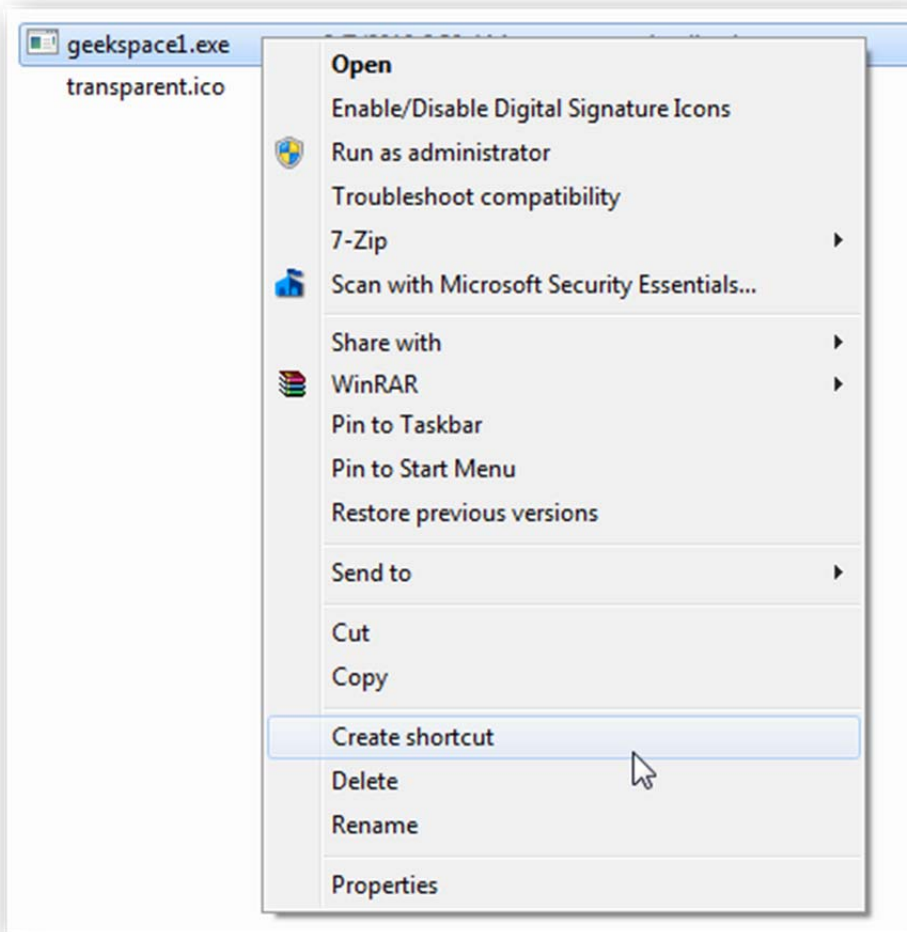 geekspace1.exe
transparent.ico
Open
Enable/Disable Digital Signature Icons
Run as administrator
Troubleshoot compatibility
7-Zip
Scan with Microsoft Security Essentials...
Share with
WinRAR
Pin to Taskbar
Pin to Start Menu
Restore previous versions
Send to
Cut
Copy
Create shortcut
Delete
Rename
Properties